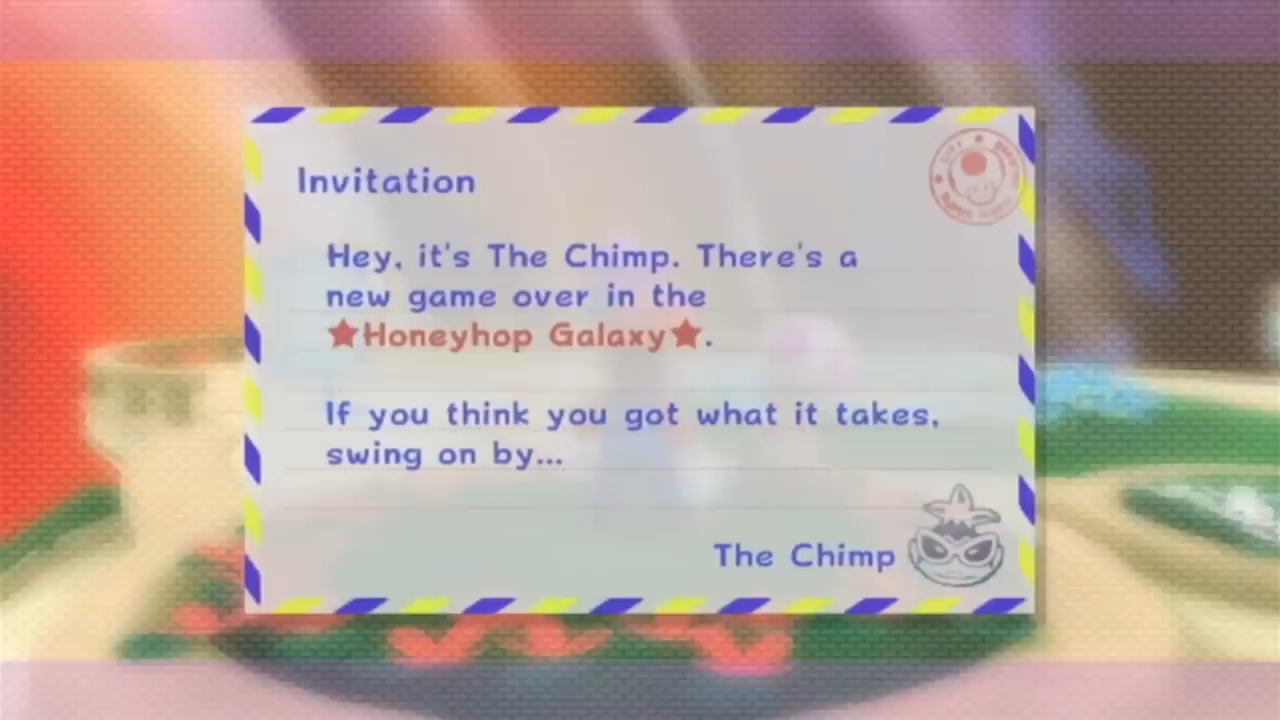 Invitation
Hey, it's The Chimp. There's a
new game over in the
★Honeyhop Galaxy★.
If you think you got what it takes,
swing on by...
The Chimp